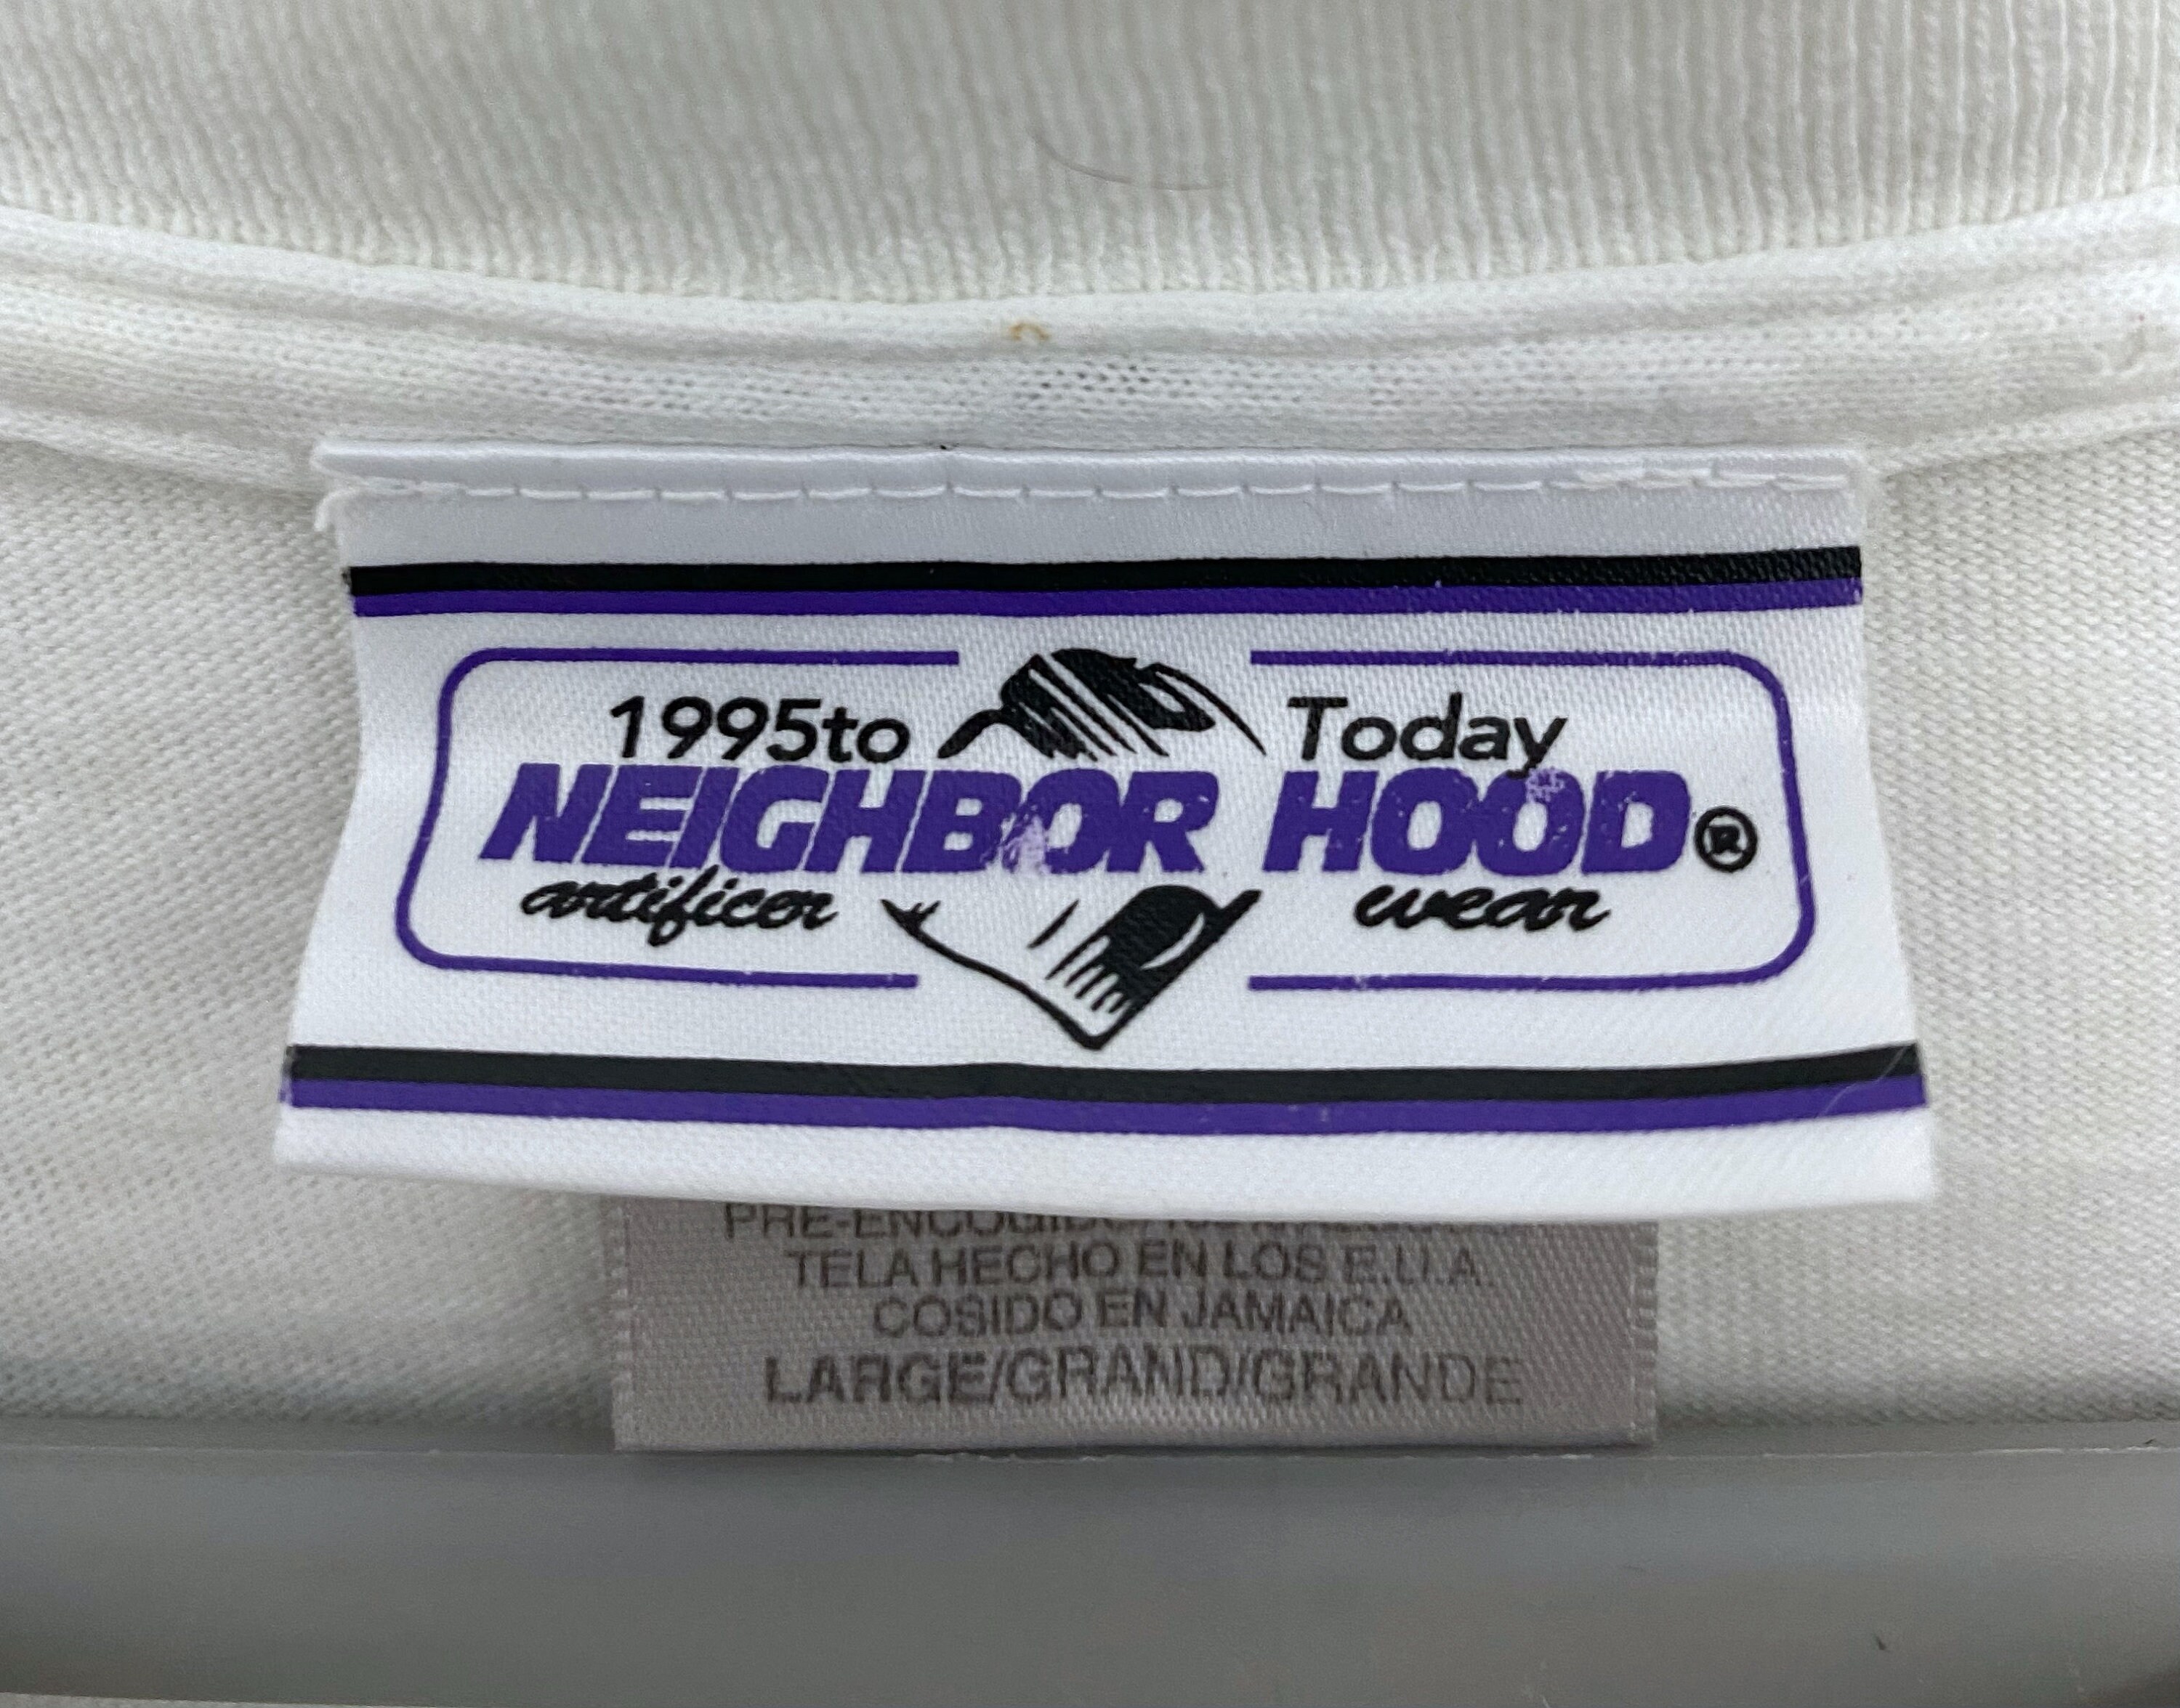 1995to Today
NEIGHBOR HOOD®
artificer wear
TELA HECHO EN LOS E.U.A.
COSIDO EN JAMAICA
LARGE/GRAND/GRANDE